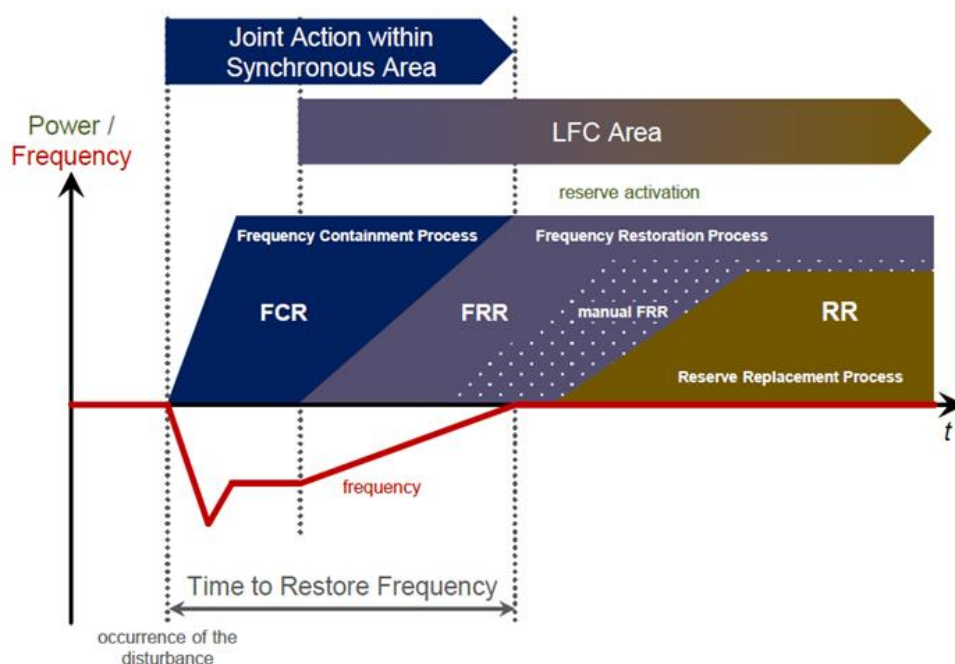 Joint Action within
Synchronous Area
LFC Area
Power /
Frequency
reserve activation
Frequency Containment Process
Frequency Restoration Process
FCR
FRR
manual FRR
RR
Reserve Replacement Process
t
frequency
Time to Restore Frequency
occurrence of the
disturbance